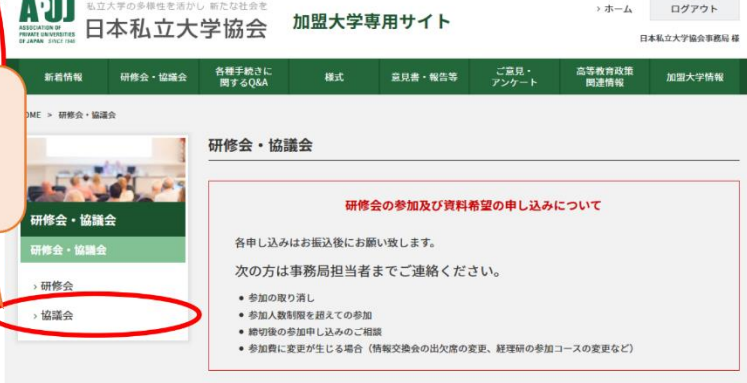 私立大学の多様性を活かし 新たな社会を
APUJ
ASSOCIATION OF
PRIVATE UNIVERSITIES
OF JAPAN SINCE 1946
日本私立大学協会
加盟大学専用サイト
› ホーム
ログアウト
日本私立大学協会事務局 様
新着情報
研修会・協議会
各種手続きに
関するQ&A
様式
意見書・報告等
ご意見・
アンケート
高等教育政策
関連情報
加盟大学情報
OME > 研修会・協議会
研修会・協議会
研修会・協議会
研修会・協議会
› 研修会
› 協議会
研修会の参加及び資料希望の申し込みについて
各申し込みはお振込後にお願い致します。
次の方は事務局担当者までご連絡ください。
● 参加の取り消し
● 参加人数制限を超えての参加
● 締切後の参加申し込みのご相談
● 参加費に変更が生じる場合（情報交換会の出欠席の変更、経理研の参加コースの変更など）